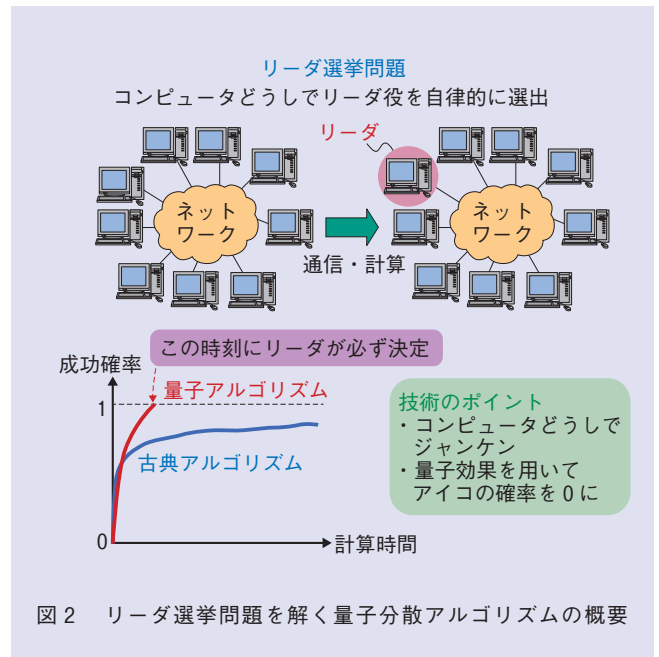 リーダ選挙問題
コンピュータどうしでリーダ役を自律的に選出
リーダ
ネット
ワーク
ネット
ワーク
通信・計算
この時刻にリーダが必ず決定
成功確率
量子アルゴリズム
1
古典アルゴリズム
0
計算時間
技術のポイント
・コンピュータどうしで
ジャンケン
・量子効果を用いて
アイコの確率を0に
図2 リーダ選挙問題を解く量子分散アルゴリズムの概要